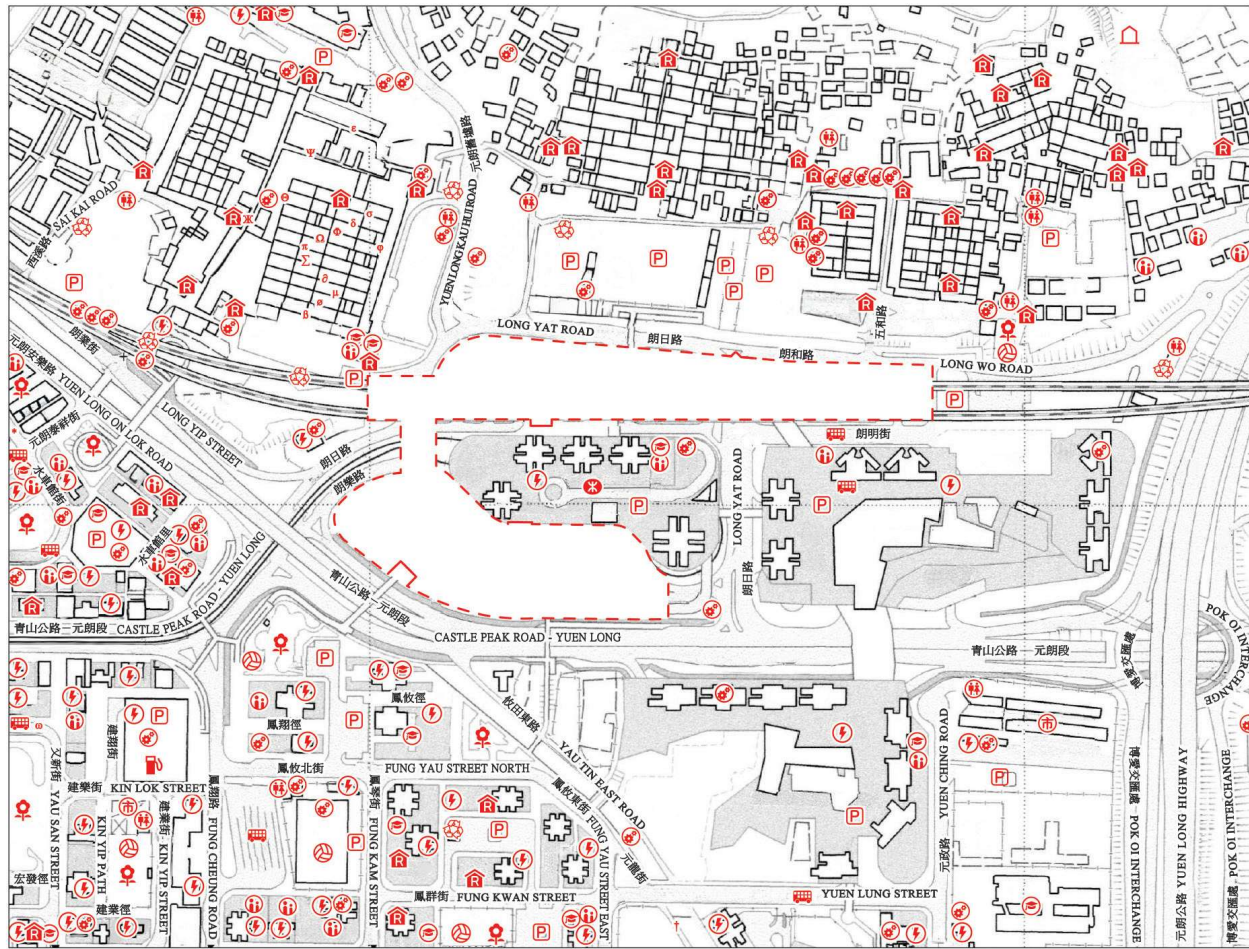 SAI KAI ROAD
西溪路
YUEN LONG KAU HUI ROAD 元朗舊墟路
LONG YAT ROAD
朗日路
朗和路
五和路
LONG WO ROAD
朗業街
元朗安樂路 YUEN LONG ON LOK ROAD
LONG YIP STREET
元朗泰祥街
水車館街
水車館里
朗日路
朗樂路
朗明街
LONG YAT ROAD
朗日路
青山公路 元朗段
青山公路 元朗段 CASTLE PEAK ROAD - YUEN LONG
CASTLE PEAK ROAD - YUEN LONG
青山公路 元朗段
博愛交匯處
POK OI INTERCHANGE
鳳攸徑
鳳翔徑
攸田東路
YAU TIN EAST ROAD
鳳攸北街
FUNG YAU STREET NORTH
鳳攸東街 FUNG YAU STREET EAST
建翔街
又新街 YAU SAN STREET
建樂街
KIN LOK STREET
KIN YIP PATH
建業街 KIN YIP STREET
鳳翔路 FUNG CHEUNG ROAD
鳳琴街 FUNG KAM STREET
宏發徑
建業徑
鳳群街 FUNG KWAN STREET
元龍街
YUEN LUNG STREET
元政路
YUEN CHING ROAD
博愛交匯處 POK OI INTERCHANGE
元朗公路 YUEN LONG HIGHWAY
博愛交匯處 POK OI INTERCHANGE
市
市
P
R
ε
Ψ
Θ
Ж
σ
δ
Φ
Ω
π
Σ
φ
∂
μ
ø
β
ω